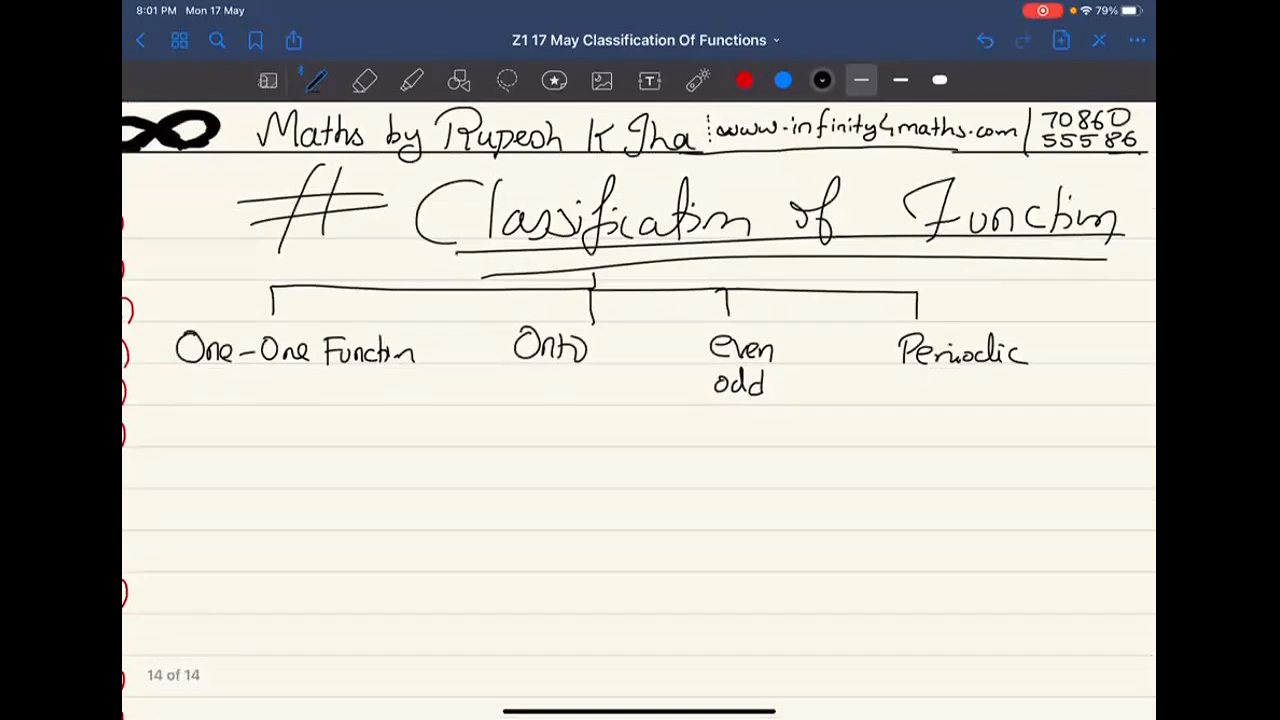 8:01 PM Mon 17 May 79%
Z1 17 May Classification Of Functions
Maths by Rupesh K Jha www.infinity4maths.com 70860 55586
# Classification of Function
One-One Function Onto even odd Periodic
14 of 14